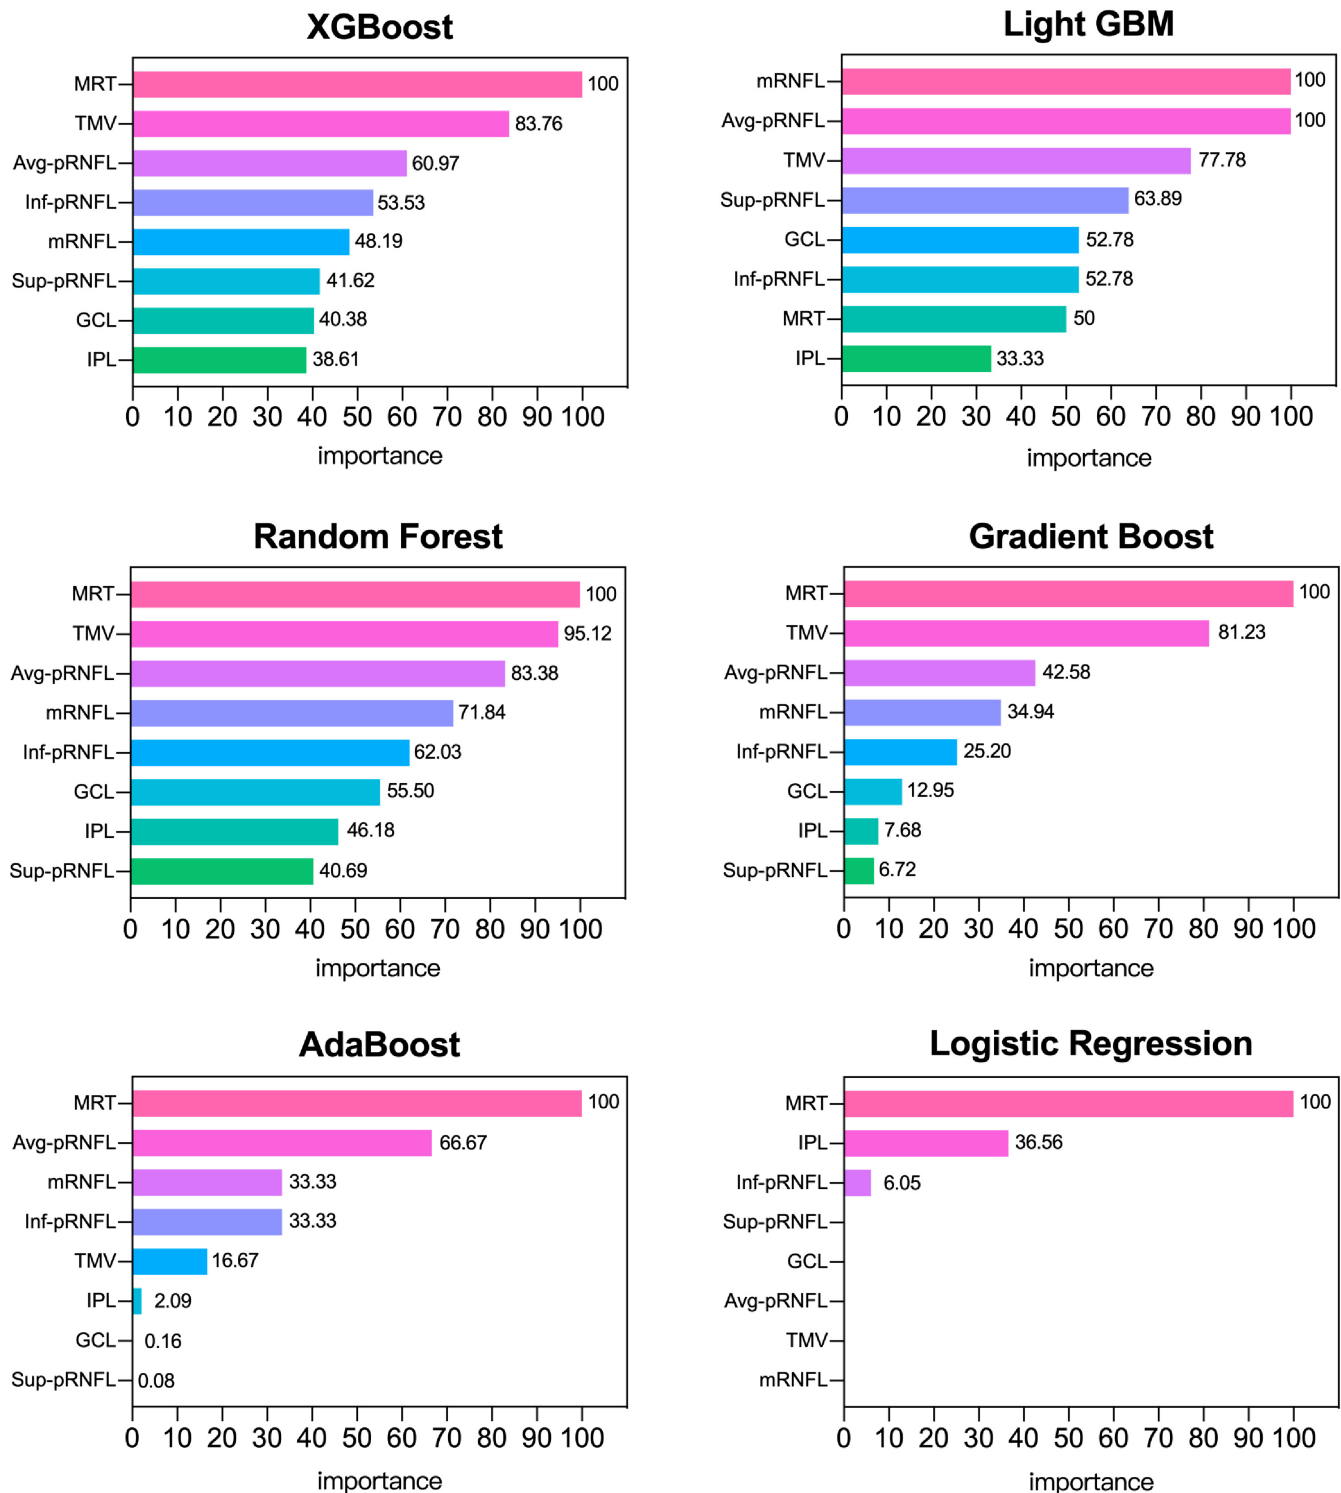 XGBoost
MRT 100
TMV 83.76
Avg-pRNFL 60.97
Inf-pRNFL 53.53
mRNFL 48.19
Sup-pRNFL 41.62
GCL 40.38
IPL 38.61
0 10 20 30 40 50 60 70 80 90 100
importance
Light GBM
mRNFL 100
Avg-pRNFL 100
TMV 77.78
Sup-pRNFL 63.89
GCL 52.78
Inf-pRNFL 52.78
MRT 50
IPL 33.33
0 10 20 30 40 50 60 70 80 90 100
importance
Random Forest
MRT 100
TMV 95.12
Avg-pRNFL 83.38
mRNFL 71.84
Inf-pRNFL 62.03
GCL 55.50
IPL 46.18
Sup-pRNFL 40.69
0 10 20 30 40 50 60 70 80 90 100
importance
Gradient Boost
MRT 100
TMV 81.23
Avg-pRNFL 42.58
mRNFL 34.94
Inf-pRNFL 25.20
GCL 12.95
IPL 7.68
Sup-pRNFL 6.72
0 10 20 30 40 50 60 70 80 90 100
importance
AdaBoost
MRT 100
Avg-pRNFL 66.67
mRNFL 33.33
Inf-pRNFL 33.33
TMV 16.67
IPL 2.09
GCL 0.16
Sup-pRNFL 0.08
0 10 20 30 40 50 60 70 80 90 100
importance
Logistic Regression
MRT 100
IPL 36.56
Inf-pRNFL 6.05
Sup-pRNFL
GCL
Avg-pRNFL
TMV
mRNFL
0 10 20 30 40 50 60 70 80 90 100
importance